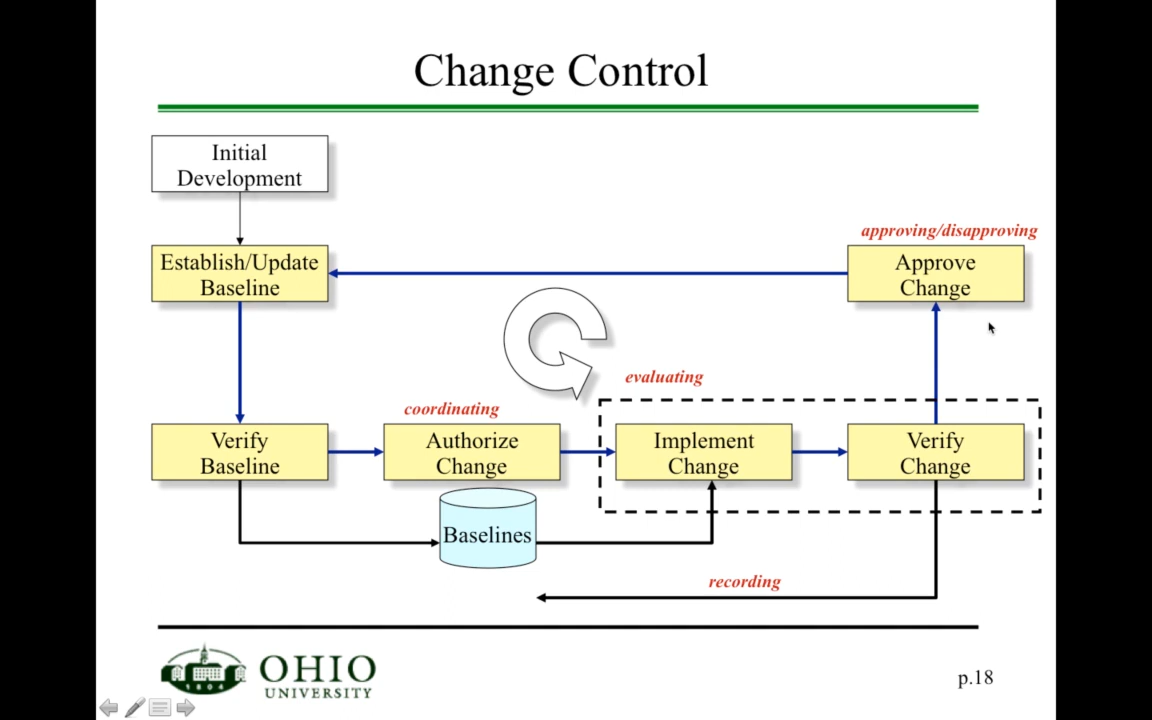 Change Control
Initial
Development
approving/disapproving
Establish/Update
Baseline
Approve
Change
evaluating
coordinating
Verify
Baseline
Authorize
Change
Implement
Change
Verify
Change
Baselines
recording
1804
OHIO
UNIVERSITY
p.18